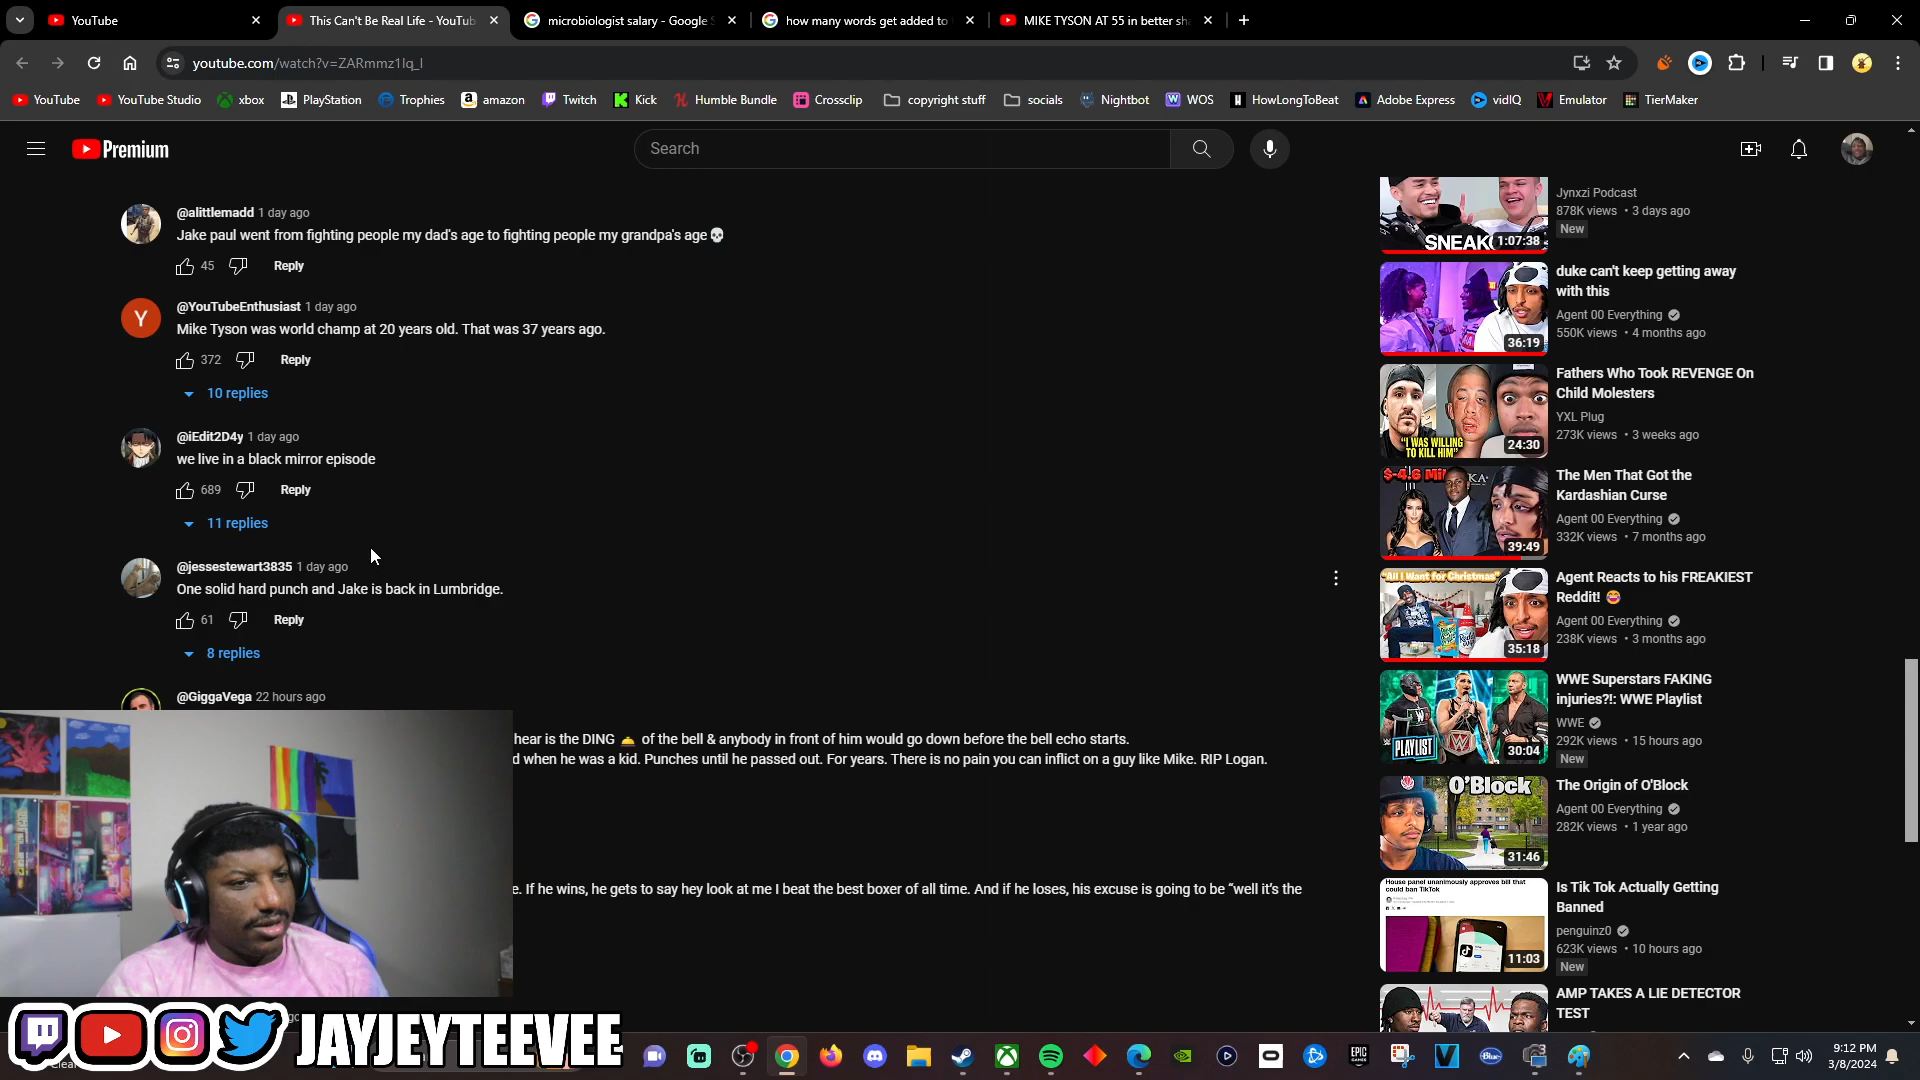 YouTube
This Can't Be Real Life - YouTub
microbiologist salary - Google S
how many words get added to
MIKE TYSON AT 55 in better sh
youtube.com/watch?v=ZARmmz1Iq_I
YouTube
YouTube Studio
xbox
PlayStation
Trophies
amazon
Twitch
Kick
Humble Bundle
Crossclip
copyright stuff
socials
Nightbot
WOS
HowLongToBeat
Adobe Express
vidIQ
Emulator
TierMaker
Premium
Search
@alittlemadd 1 day ago
Jake paul went from fighting people my dad's age to fighting people my grandpa's age💀
45 Reply
@YouTubeEnthusiast 1 day ago
Mike Tyson was world champ at 20 years old. That was 37 years ago.
372 Reply
10 replies
@iEdit2D4y 1 day ago
we live in a black mirror episode
689 Reply
11 replies
@jessestewart3835 1 day ago
One solid hard punch and Jake is back in Lumbridge.
61 Reply
8 replies
@GiggaVega 22 hours ago
hear is the DING 🛎 of the bell & anybody in front of him would go down before the bell echo starts.
d when he was a kid. Punches until he passed out. For years. There is no pain you can inflict on a guy like Mike. RIP Logan.
e. If he wins, he gets to say hey look at me I beat the best boxer of all time. And if he loses, his excuse is going to be “well it's the
Jynxzi Podcast
878K views • 3 days ago
New
SNEAK
1:07:38
duke can't keep getting away
with this
Agent 00 Everything
550K views • 4 months ago
36:19
Fathers Who Took REVENGE On
Child Molesters
YXL Plug
273K views • 3 weeks ago
"I WAS WILLING
TO KILL HIM"
24:30
The Men That Got the
Kardashian Curse
Agent 00 Everything
332K views • 7 months ago
$-4.6 Mil
39:49
Agent Reacts to his FREAKIEST
Reddit! 😂
Agent 00 Everything
238K views • 3 months ago
"All I Want for Christmas"
35:18
WWE Superstars FAKING
injuries?!: WWE Playlist
WWE
292K views • 15 hours ago
New
PLAYLIST
30:04
The Origin of O'Block
Agent 00 Everything
282K views • 1 year ago
O'Block
31:46
Is Tik Tok Actually Getting
Banned
penguinz0
623K views • 10 hours ago
New
House panel unanimously approves bill that
could ban TikTok
11:03
AMP TAKES A LIE DETECTOR
TEST
JAYJEYTEEVEE
9:12 PM
3/8/2024